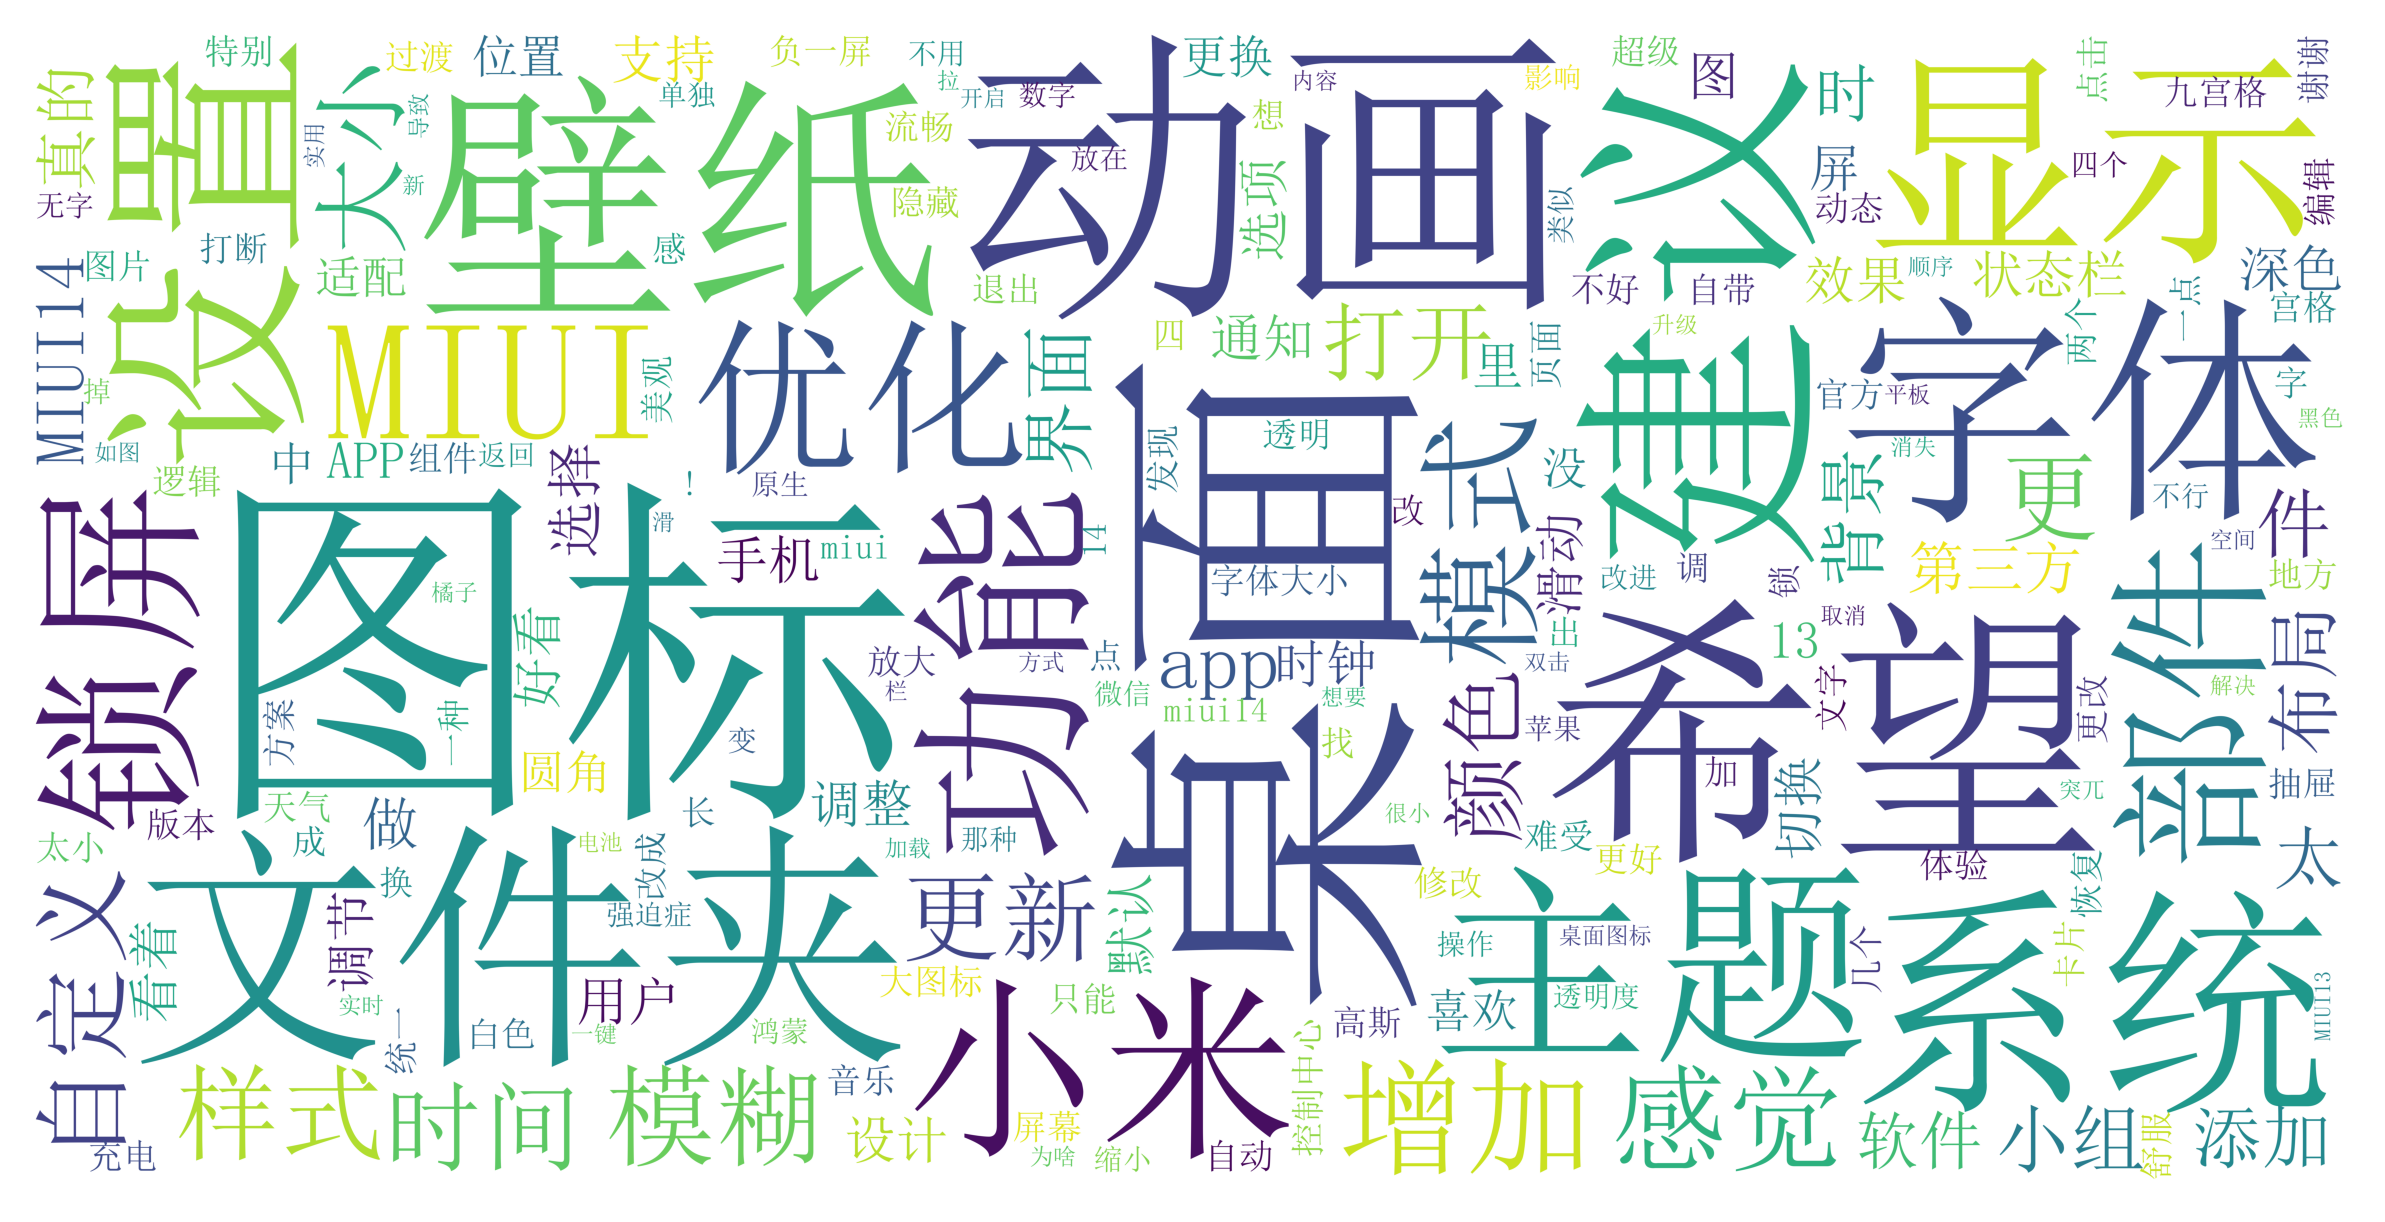 特别
过渡
位置
支持
负一屏
不用
拉
开启
数字
单独
动画
更换
内容
影响
超级
图
时
点击
显示
九宫格
谢谢
真的
设置
大小
实用
导致
新
壁纸
流畅
隐藏
放在
想
选项
类似
建议
屏
动态
四个
编辑
无字
图片
打断
适配
感
退出
不好
自带
效果
顺序
状态栏
深色
宫格
一点
两个
MIUI14
掉
如图
逻辑
MIUI
美观
优化
界面
四
通知
打开
里
页面
升级
字体
官方
平板
字
黑色
中
APP
组件
返回
选择
!
原生
滑
桌面
发现
透明
模式
没
改
背景
消失
更
不行
件
空间
锁屏
图标
橘子
好看
手机
miui
功能
14
字体大小
滑动
改进
调
锁
第三方
地方
方案
一种
变
放大
栏
方式
点
微信
app
时钟
miui14
想要
双击
出
颜色
苹果
希望
13
取消
文字
更改
部件
解决
布局
版本
天气
圆角
长
调整
那种
找
很小
难受
加
切换
突兀
抽屉
太小
成
做
电池
加载
更好
修改
体验
恢复
太
自定义
看着
文件夹
换
调节
改成
强迫症
更新
默认
主题
操作
桌面图标
几个
系统
卡片
MIUI13
实时
统一
白色
一键
用户
鸿蒙
大图标
小米
只能
高斯
喜欢
透明度
充电
样式
时间
模糊
音乐
设计
屏幕
为啥
缩小
自动
控制中心
增加
感觉
软件
小组
舒服
添加